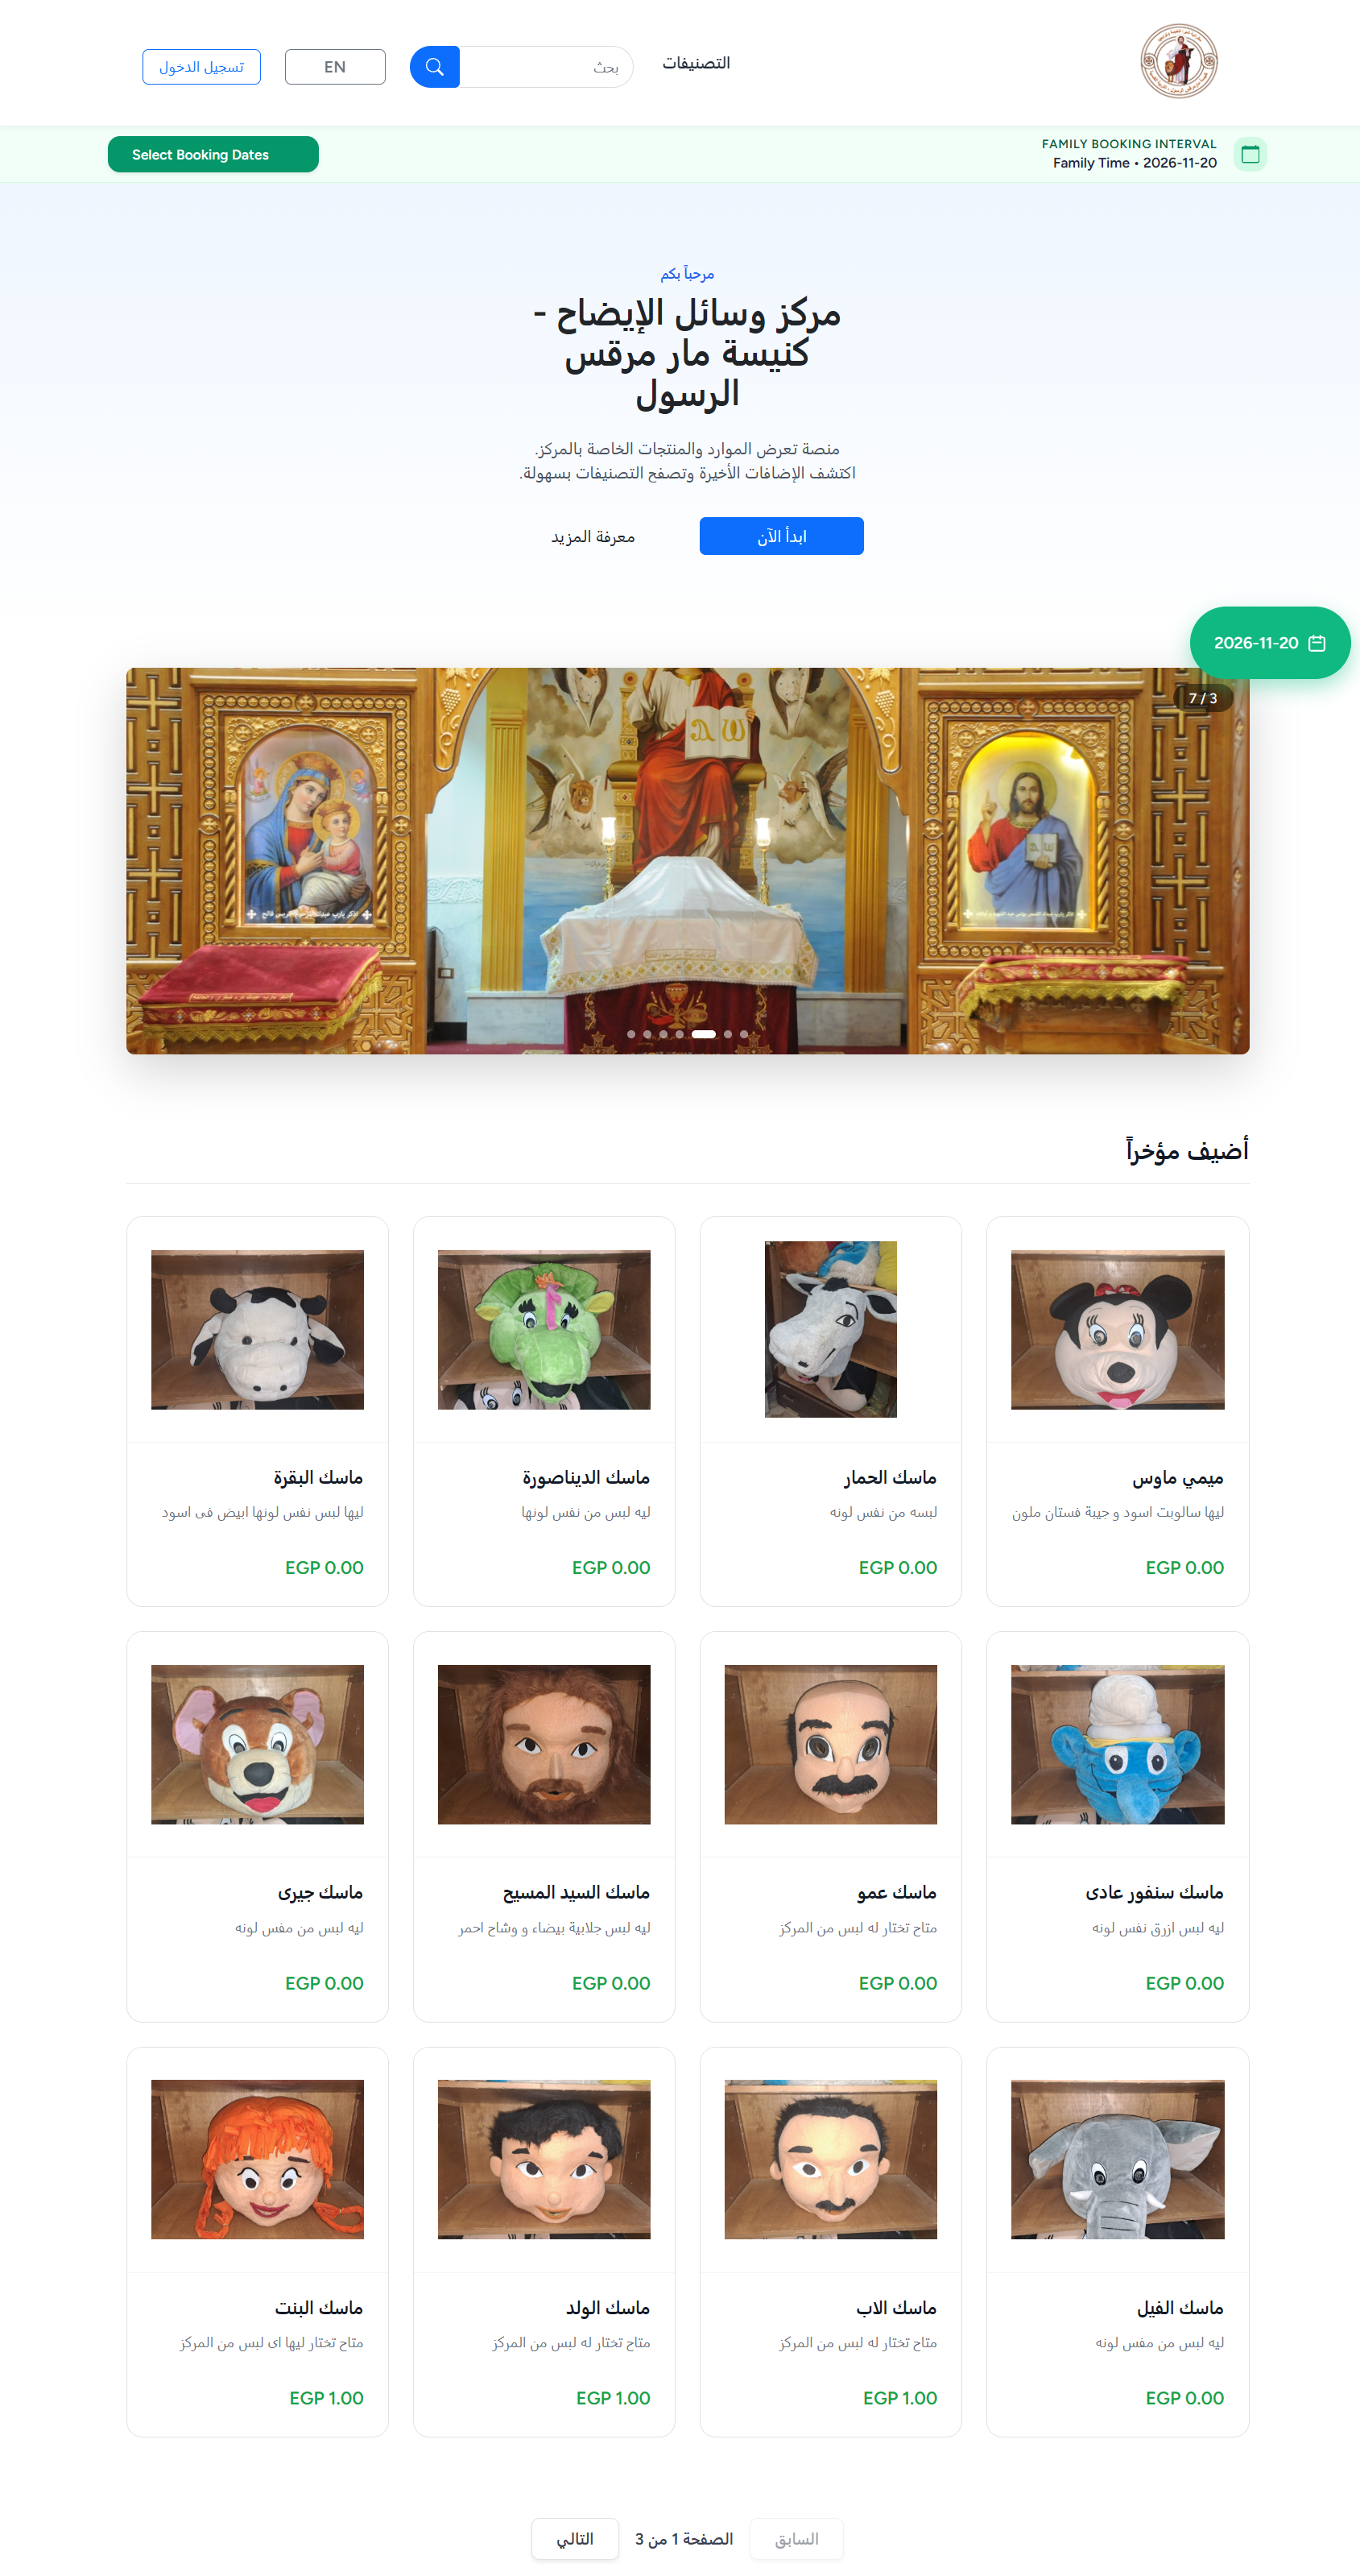 التصنيفات
بحث
EN
تسجيل الدخول
FAMILY BOOKING INTERVAL
Family Time • 2026-11-20
Select Booking Dates
مرحباً بكم
مركز وسائل الإيضاح -
كنيسة مار مرقس
الرسول
منصة تعرض الموارد والمنتجات الخاصة بالمركز.
اكتشف الإضافات الأخيرة وتصفح التصنيفات بسهولة.
ابدأ الآن
معرفة المزيد
2026-11-20
7 / 3
أضيف مؤخراً
ميمي ماوس
ليها سالوبت اسود و جيبة فستان ملون
EGP 0.00
ماسك الحمار
لبسه من نفس لونه
EGP 0.00
ماسك الديناصورة
ليه لبس من نفس لونها
EGP 0.00
ماسك البقرة
ليها لبس نفس لونها ابيض فى اسود
EGP 0.00
ماسك سنفور عادى
ليه لبس ازرق نفس لونه
EGP 0.00
ماسك عمو
متاح تختار له لبس من المركز
EGP 0.00
ماسك السيد المسيح
ليه لبس جلابية بيضاء و وشاح احمر
EGP 0.00
ماسك جيرى
ليه لبس من مفس لونه
EGP 0.00
ماسك الفيل
ليه لبس من مفس لونه
EGP 0.00
ماسك الاب
متاح تختار له لبس من المركز
EGP 1.00
ماسك الولد
متاح تختار له لبس من المركز
EGP 1.00
ماسك البنت
متاح تختار ليها اى لبس من المركز
EGP 1.00
السابق
الصفحة 1 من 3
التالي